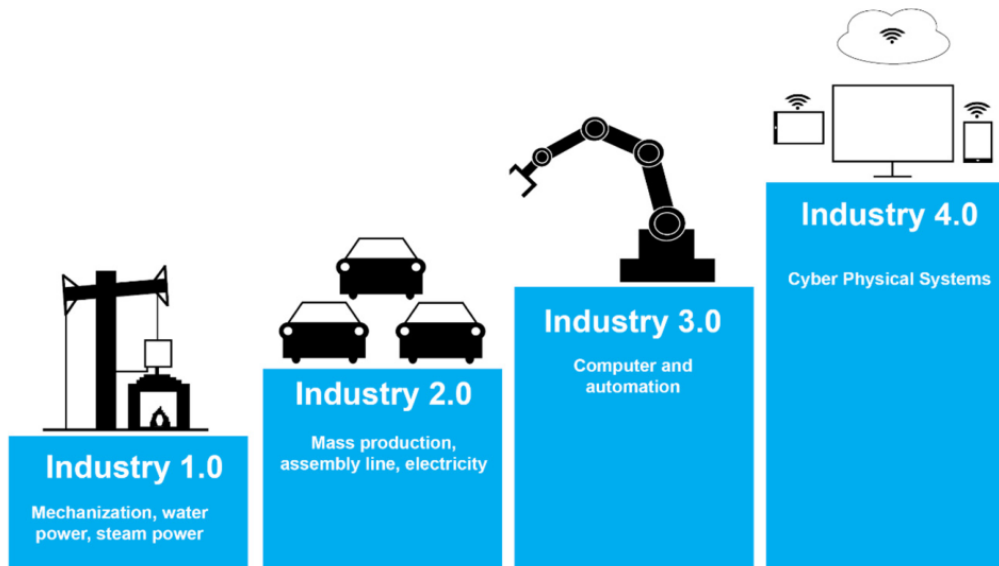 Industry 1.0
Mechanization, water
power, steam power
Industry 2.0
Mass production,
assembly line, electricity
Industry 3.0
Computer and
automation
Industry 4.0
Cyber Physical Systems